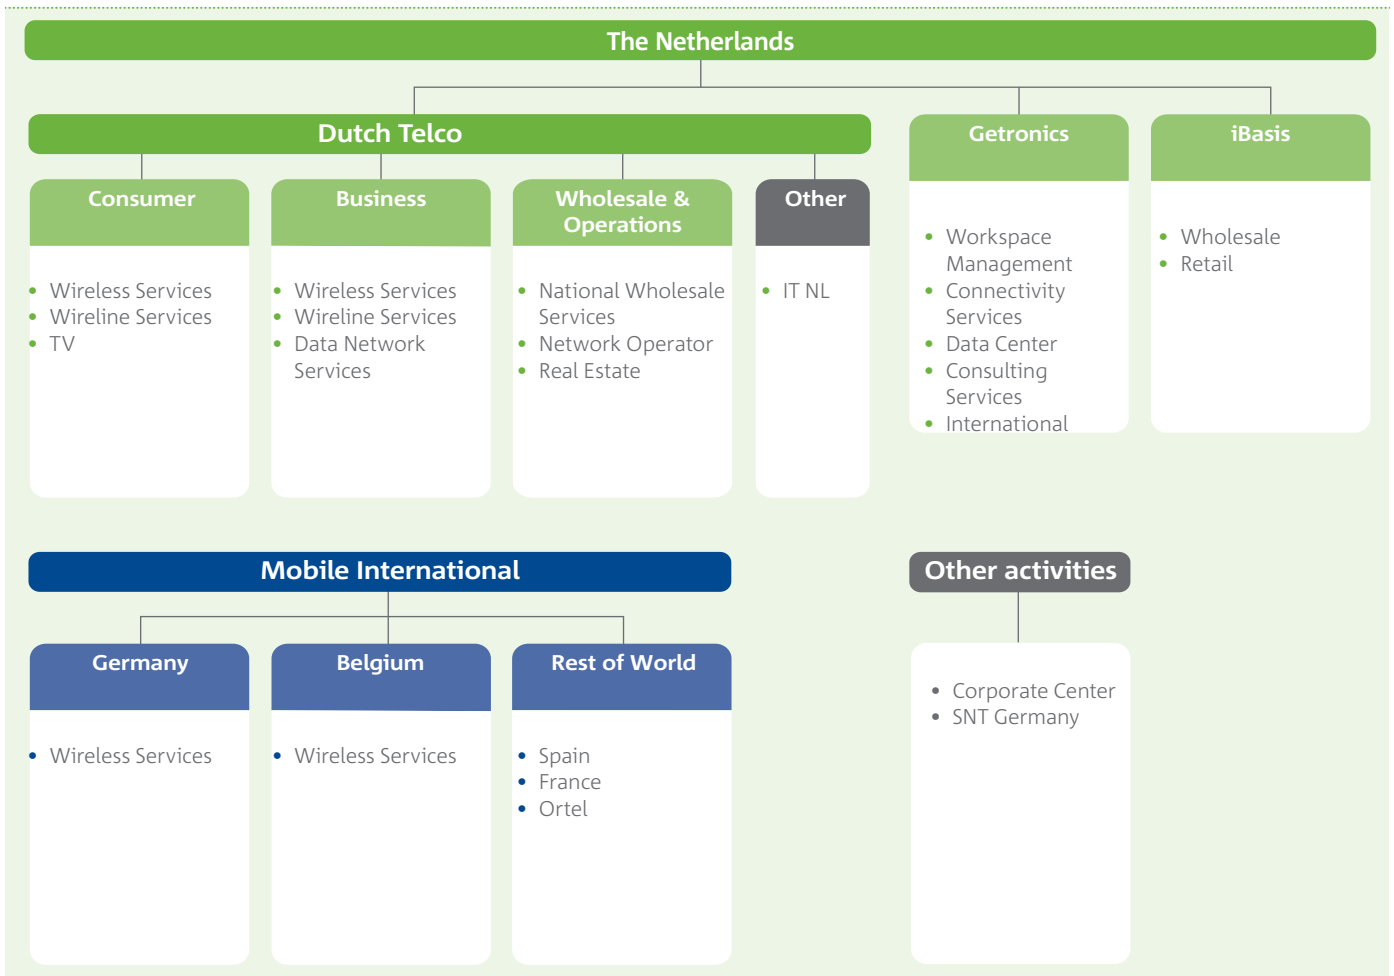 The Netherlands
Dutch Telco
Getronics
iBasis
Consumer
Business
Wholesale &
Operations
Other
• Wireless Services
• Wireline Services
• TV
• Wireless Services
• Wireline Services
• Data Network
Services
• National Wholesale
Services
• Network Operator
• Real Estate
• IT NL
• Workspace
Management
• Connectivity
Services
• Data Center
• Consulting
Services
• International
• Wholesale
• Retail
Mobile International
Other activities
Germany
Belgium
Rest of World
• Wireless Services
• Wireless Services
• Spain
• France
• Ortel
• Corporate Center
• SNT Germany